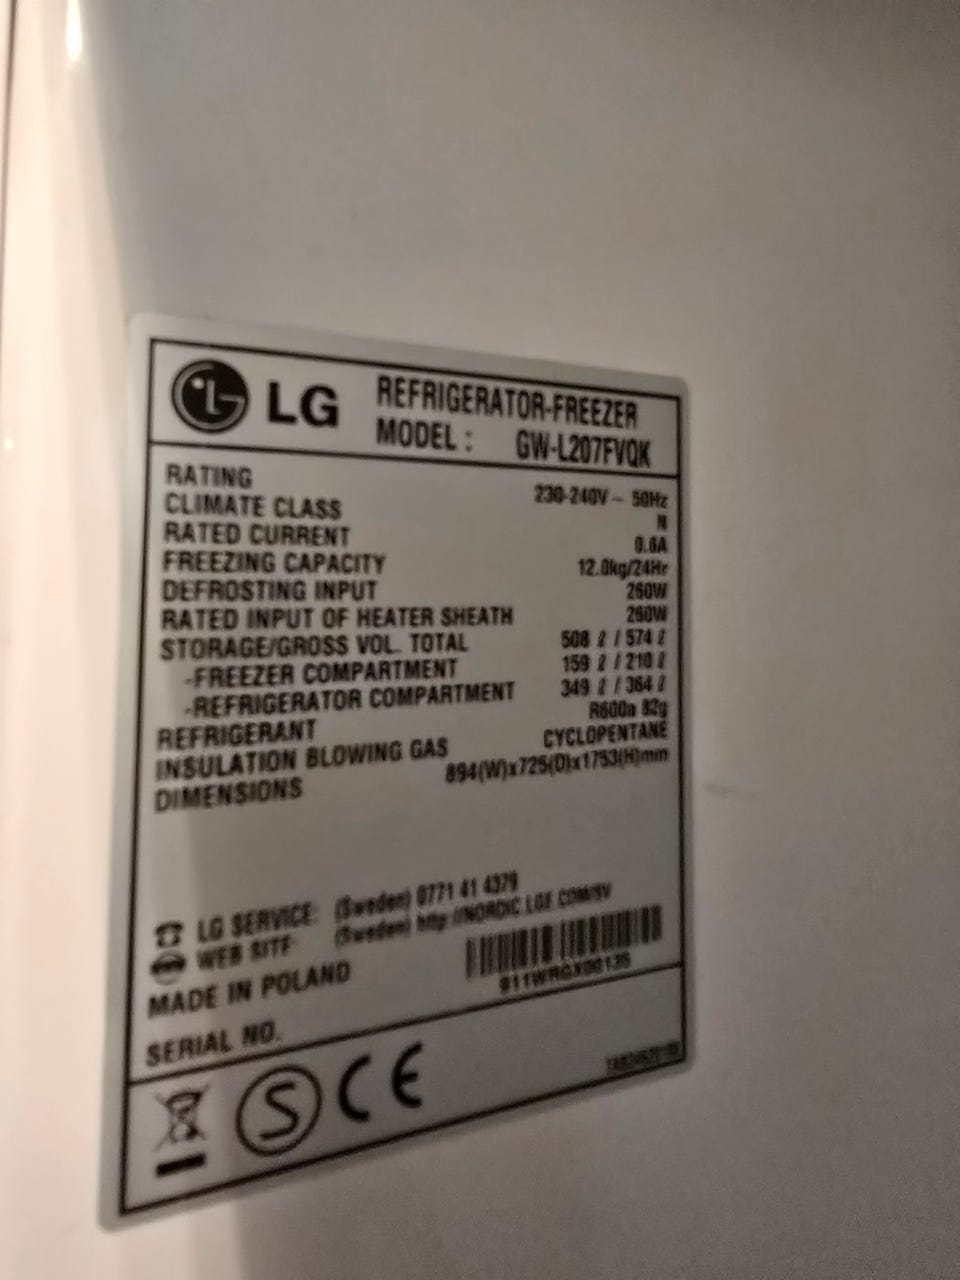 LG REFRIGERATOR-FREEZER
MODEL : GW-L207FVQK
RATING 230-240V ~ 50Hz
CLIMATE CLASS N
RATED CURRENT 0.6A
FREEZING CAPACITY 12.0kg/24Hr
DEFROSTING INPUT 260W
RATED INPUT OF HEATER SHEATH 260W
STORAGE/GROSS VOL. TOTAL 508 ℓ / 574 ℓ
-FREEZER COMPARTMENT 159 ℓ / 210 ℓ
-REFRIGERATOR COMPARTMENT 349 ℓ / 364 ℓ
REFRIGERANT R600a 82g
INSULATION BLOWING GAS CYCLOPENTANE
DIMENSIONS 894(W)x725(D)x1753(H)mm
LG SERVICE: (Sweden) 0771 41 4379
WEB SITE: (Sweden) http://NORDIC.LGE.COM/SV
MADE IN POLAND
SERIAL NO.
S CE